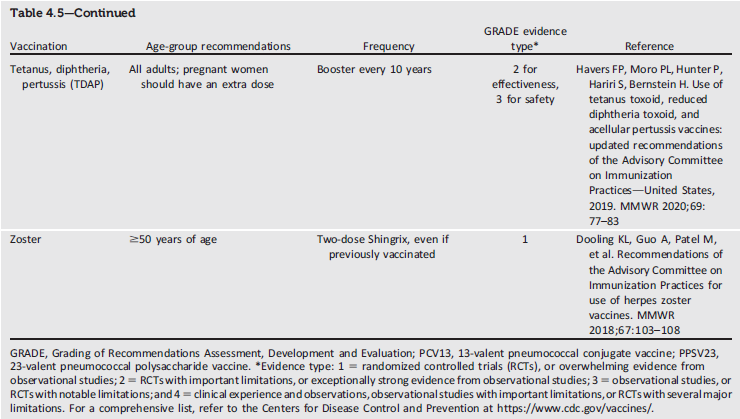 Table 4.5—Continued
GRADE evidence
Vaccination Age-group recommendations Frequency type* Reference
Tetanus, diphtheria, All adults; pregnant women Booster every 10 years 2 for Havers FP, Moro PL, Hunter P,
pertussis (TDAP) should have an extra dose effectiveness, Hariri S, Bernstein H. Use of
3 for safety tetanus toxoid, reduced
diphtheria toxoid, and
acellular pertussis vaccines:
updated recommendations
of the Advisory Committee
on Immunization
Practices—United States,
2019. MMWR 2020;69:
77–83
Zoster ≥50 years of age Two-dose Shingrix, even if 1 Dooling KL, Guo A, Patel M,
previously vaccinated et al. Recommendations of
the Advisory Committee on
Immunization Practices for
use of herpes zoster
vaccines. MMWR
2018;67:103–108
GRADE, Grading of Recommendations Assessment, Development and Evaluation; PCV13, 13-valent pneumococcal conjugate vaccine; PPSV23,
23-valent pneumococcal polysaccharide vaccine. *Evidence type: 1 = randomized controlled trials (RCTs), or overwhelming evidence from
observational studies; 2 = RCTs with important limitations, or exceptionally strong evidence from observational studies; 3 = observational studies, or
RCTs with notable limitations; and 4 = clinical experience and observations, observational studies with important limitations, or RCTs with several major
limitations. For a comprehensive list, refer to the Centers for Disease Control and Prevention at https://www.cdc.gov/vaccines/.